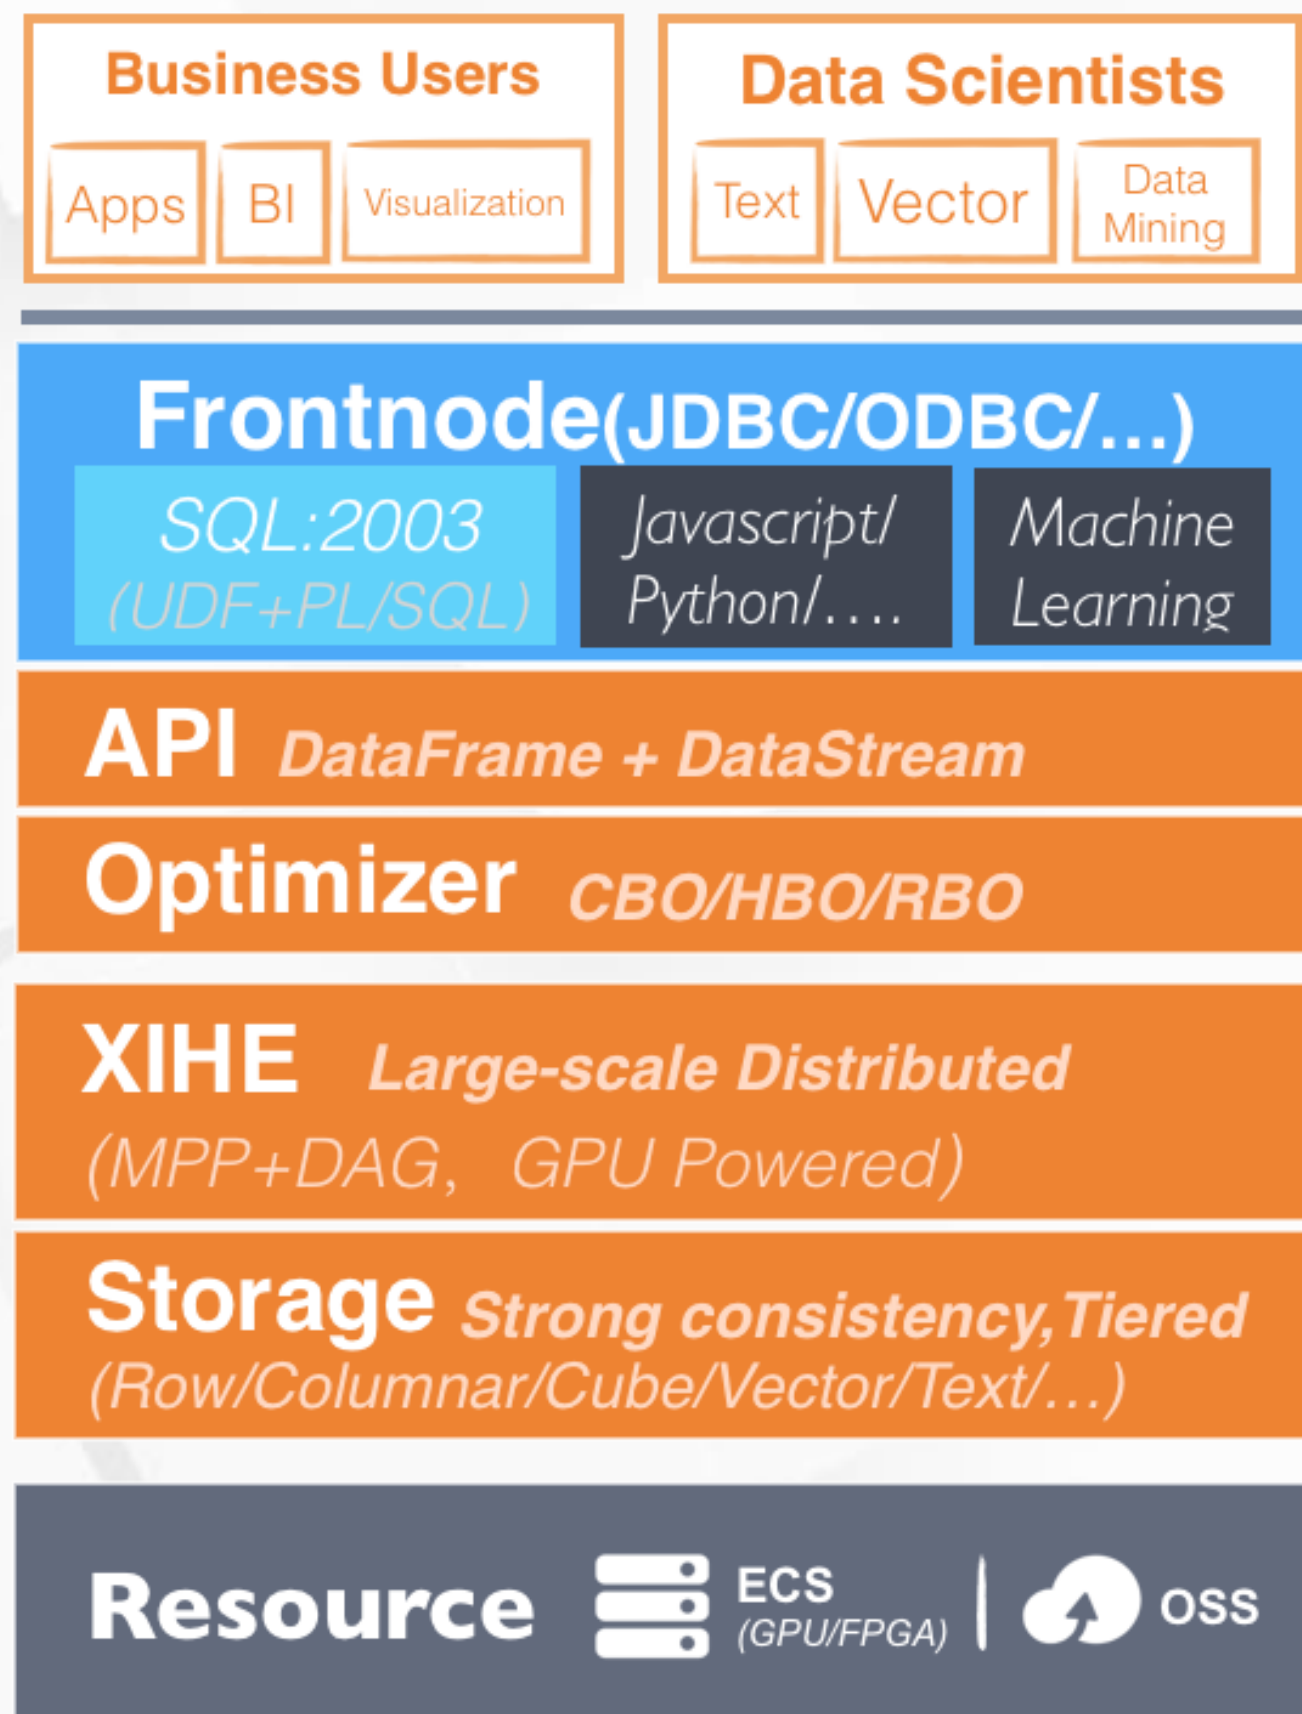 Business Users
Apps
BI
Visualization
Data Scientists
Text
Vector
Data
Mining
Frontnode(JDBC/ODBC/...)
SQL:2003
(UDF+PL/SQL)
Javascript/
Python/....
Machine
Learning
API DataFrame + DataStream
Optimizer CBO/HBO/RBO
XIHE Large-scale Distributed
(MPP+DAG, GPU Powered)
Storage Strong consistency,Tiered
(Row/Columnar/Cube/Vector/Text/...)
Resource
ECS
(GPU/FPGA)
OSS